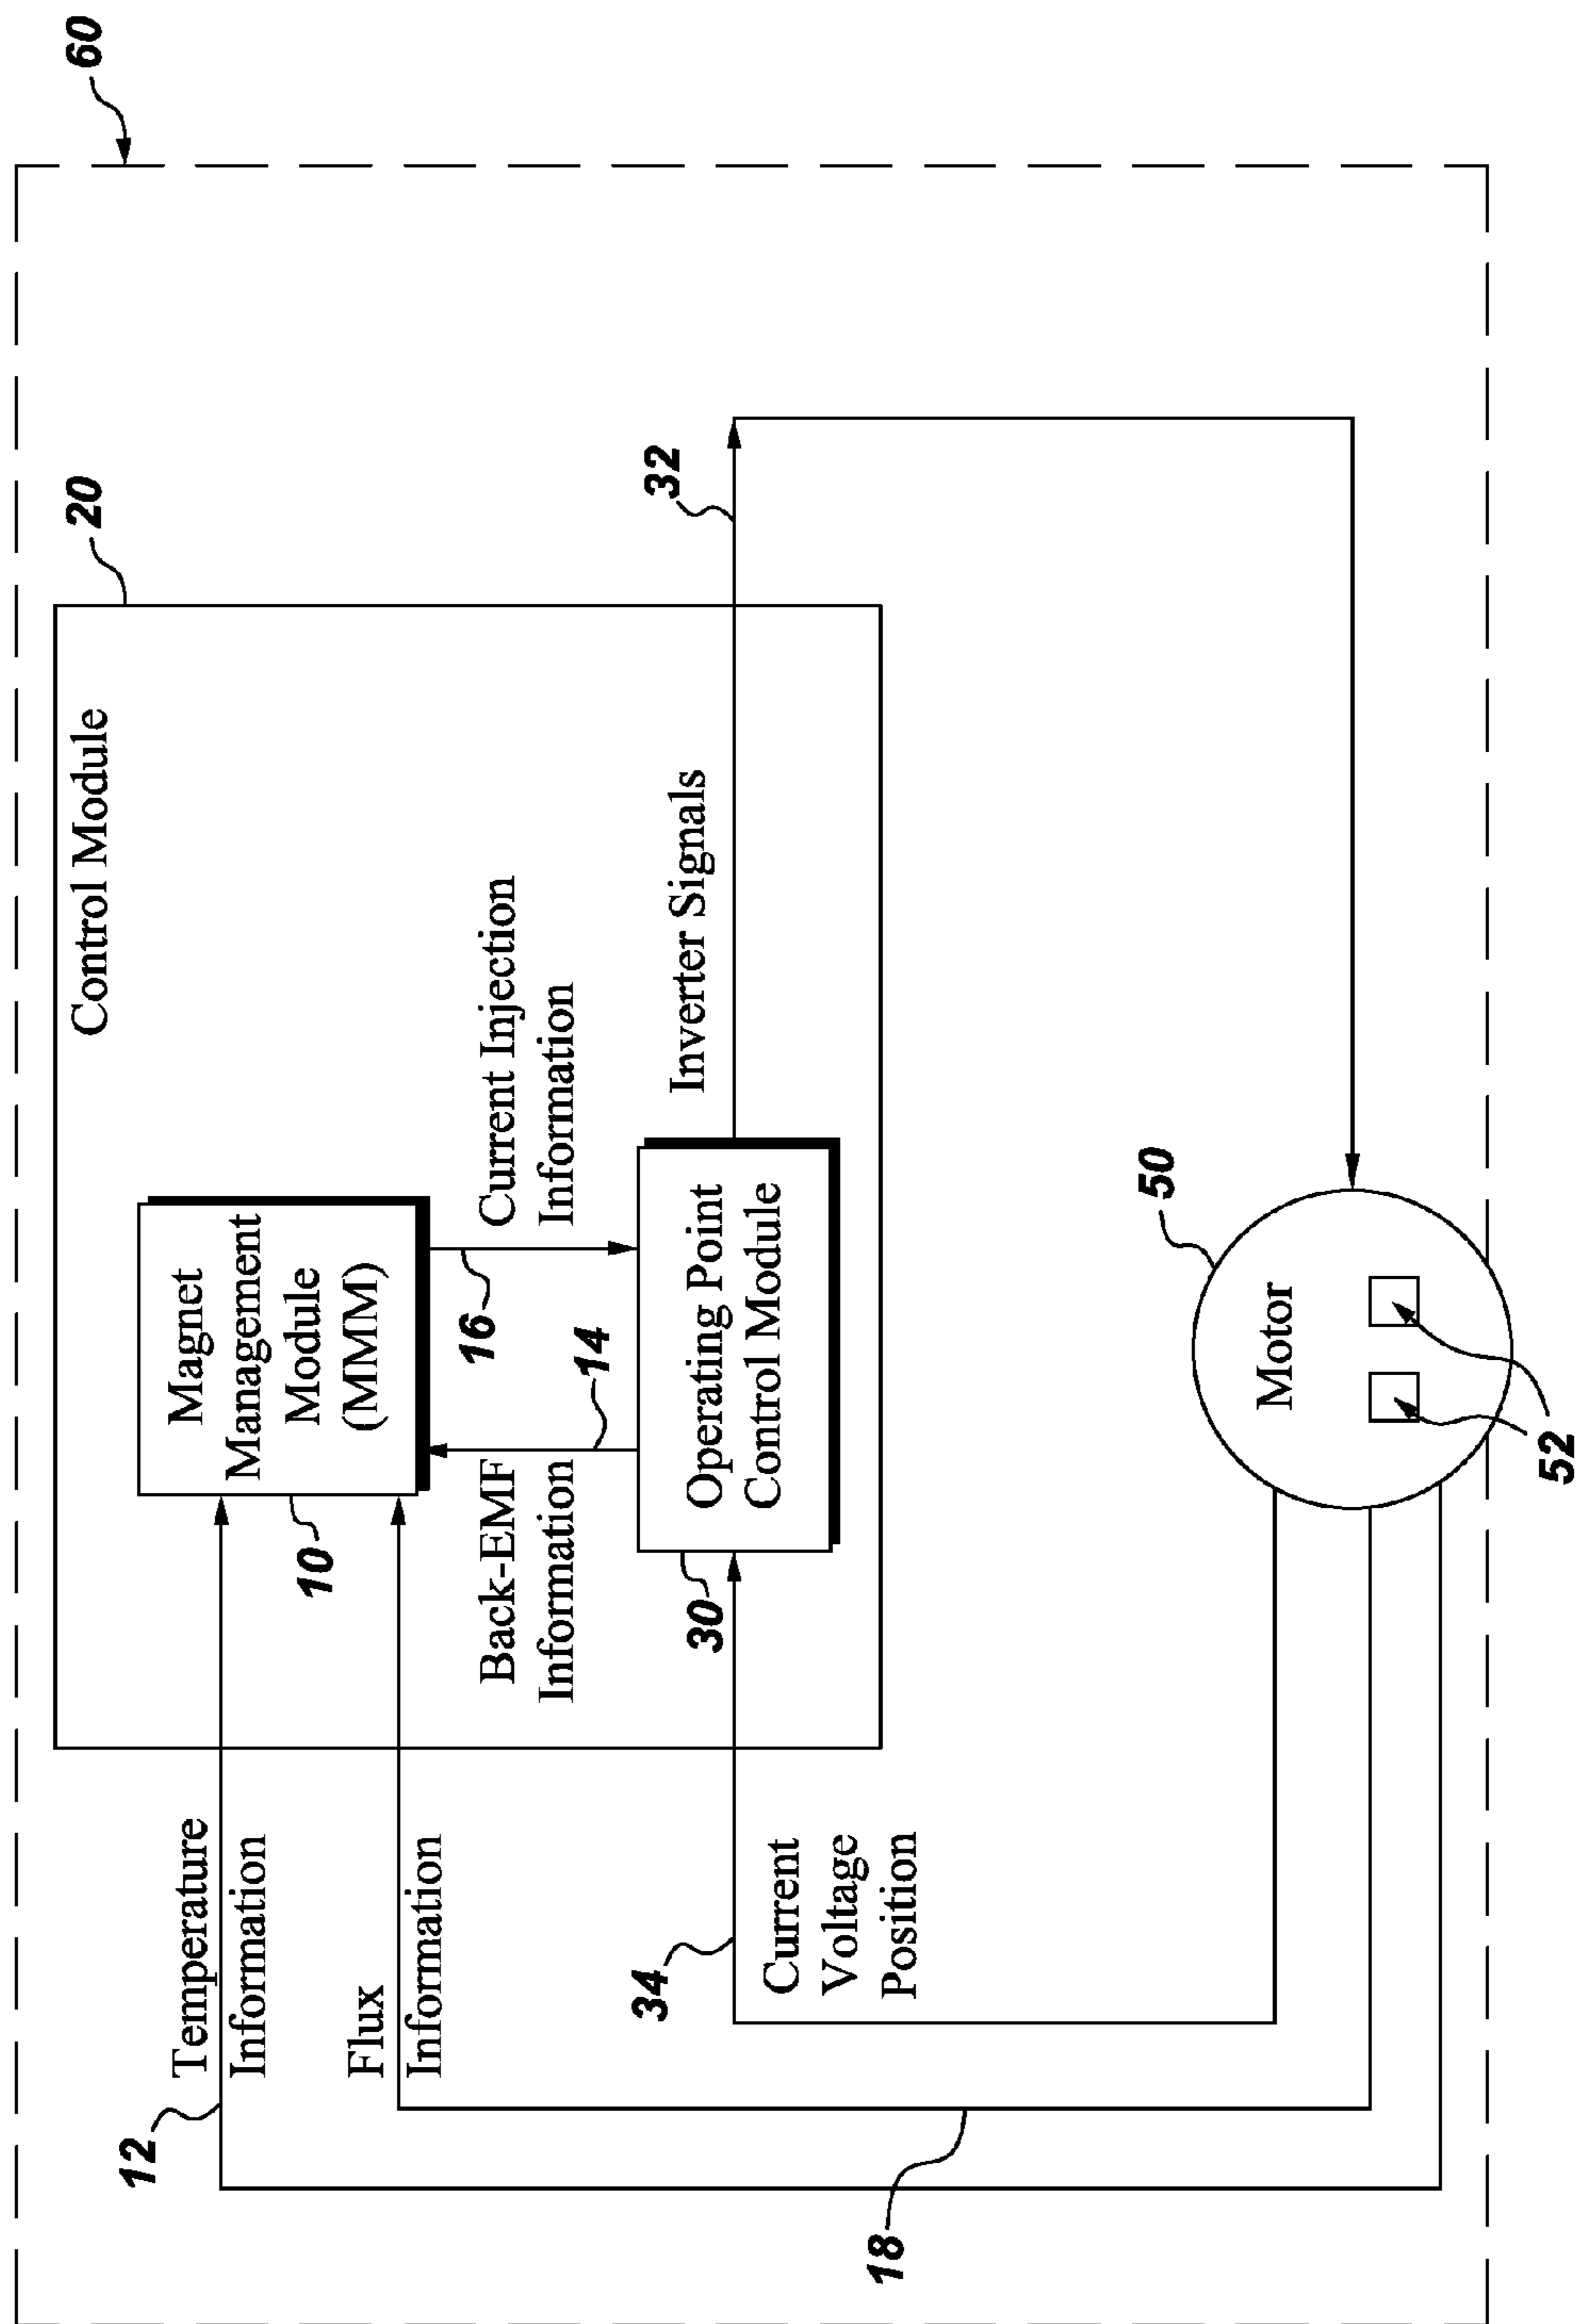 60
20
Control Module
12
Temperature
Information
Flux
Information
10
Magnet
Management
Module
(MMM)
Back-EMF
Information
14
16
Current Injection
Information
34
Current
Voltage
Position
30
Operating Point
Control Module
Inverter Signals
32
18
50
Motor
52